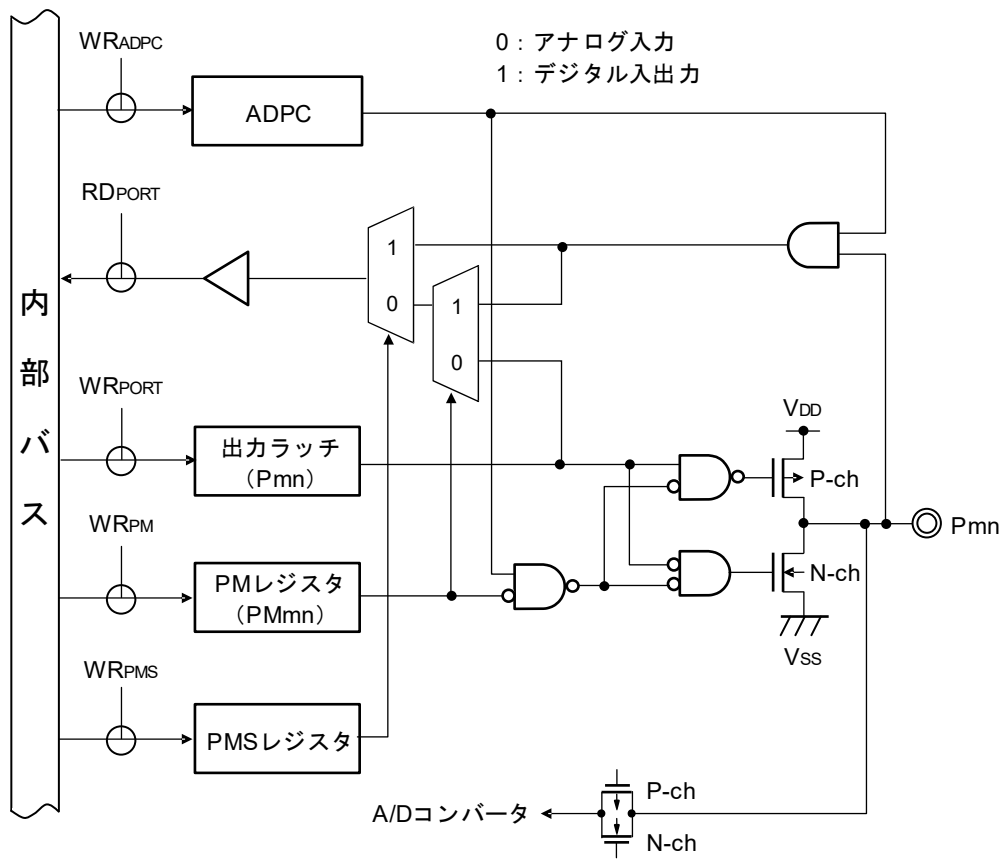 WRADPC
0：アナログ入力
1：デジタル入出力
ADPC
RDPORT
1
0
1
0
内部バス
WRPORT
出力ラッチ
（Pmn）
VDD
P-ch
Pmn
N-ch
VSS
WRPM
PMレジスタ
（PMmn）
WRPMS
PMSレジスタ
A/Dコンバータ
P-ch
N-ch